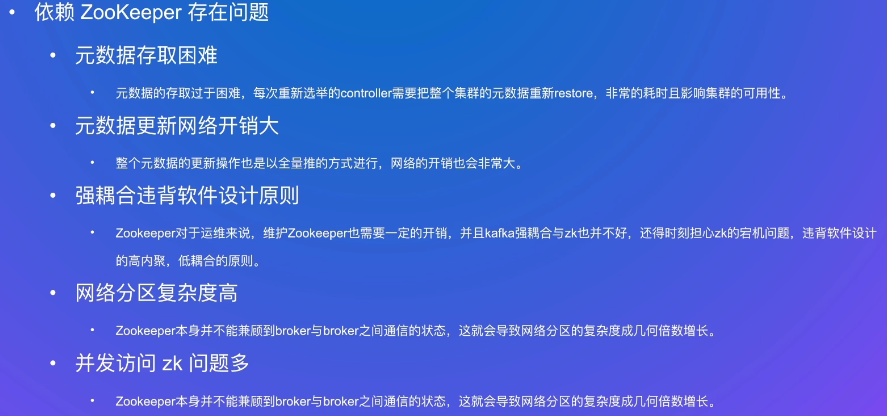 • 依赖 ZooKeeper 存在问题
• 元数据存取困难
• 元数据的存取过于困难，每次重新选举的controller需要把整个集群的元数据重新restore，非常的耗时且影响集群的可用性。
• 元数据更新网络开销大
• 整个元数据的更新操作也是以全量推的方式进行，网络的开销也会非常大。
• 强耦合违背软件设计原则
• Zookeeper对于运维来说，维护Zookeeper也需要一定的开销，并且kafka强耦合与zk也并不好，还得时刻担心zk的宕机问题，违背软件设计
的高内聚，低耦合的原则。
• 网络分区复杂度高
• Zookeeper本身并不能兼顾到broker与broker之间通信的状态，这就会导致网络分区的复杂度成几何倍数增长。
• 并发访问 zk 问题多
• Zookeeper本身并不能兼顾到broker与broker之间通信的状态，这就会导致网络分区的复杂度成几何倍数增长。